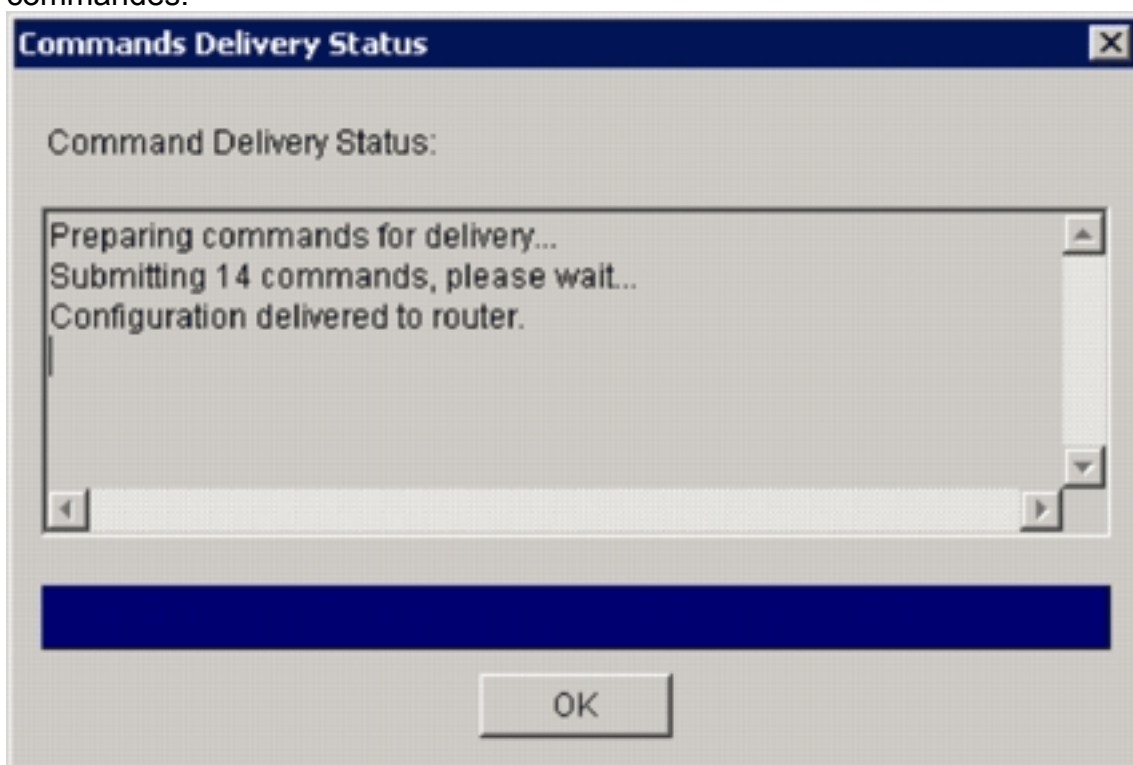 commandes.
Commands Delivery Status
Command Delivery Status:
Preparing commands for delivery...
Submitting 14 commands, please wait...
Configuration delivered to router.
OK